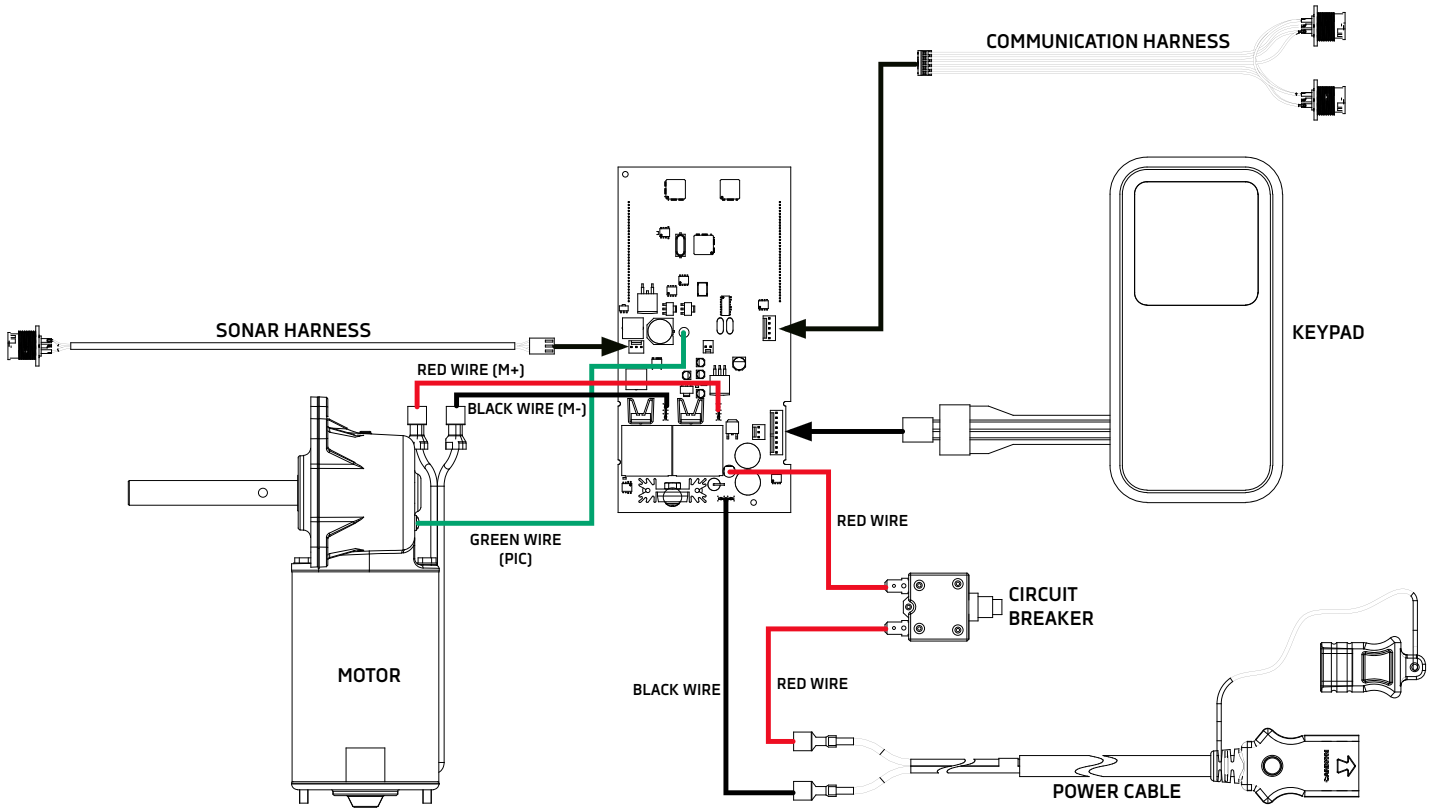 COMMUNICATION HARNESS
KEYPAD
SONAR HARNESS
RED WIRE (M+)
BLACK WIRE (M-)
GREEN WIRE
(PIC)
RED WIRE
CIRCUIT
BREAKER
MOTOR
BLACK WIRE
RED WIRE
POWER CABLE
CANNON